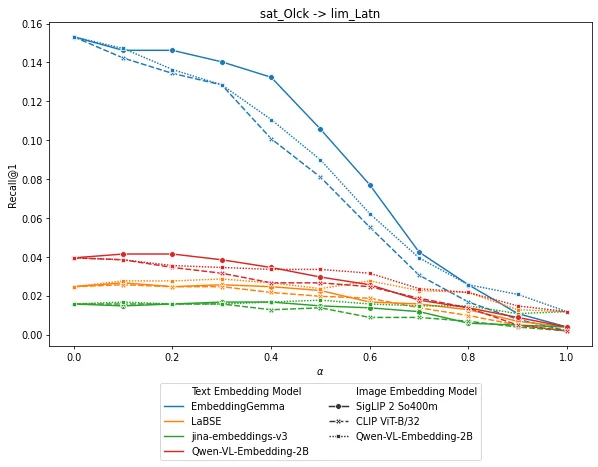 sat_Olck -> lim_Latn
0.16
0.14
0.12
0.10
0.08
0.06
0.04
0.02
0.00
Recall@1
0.0 0.2 0.4 0.6 0.8 1.0
α
Text Embedding Model Image Embedding Model
EmbeddingGemma SigLIP 2 So400m
LaBSE CLIP ViT-B/32
jina-embeddings-v3 Qwen-VL-Embedding-2B
Qwen-VL-Embedding-2B